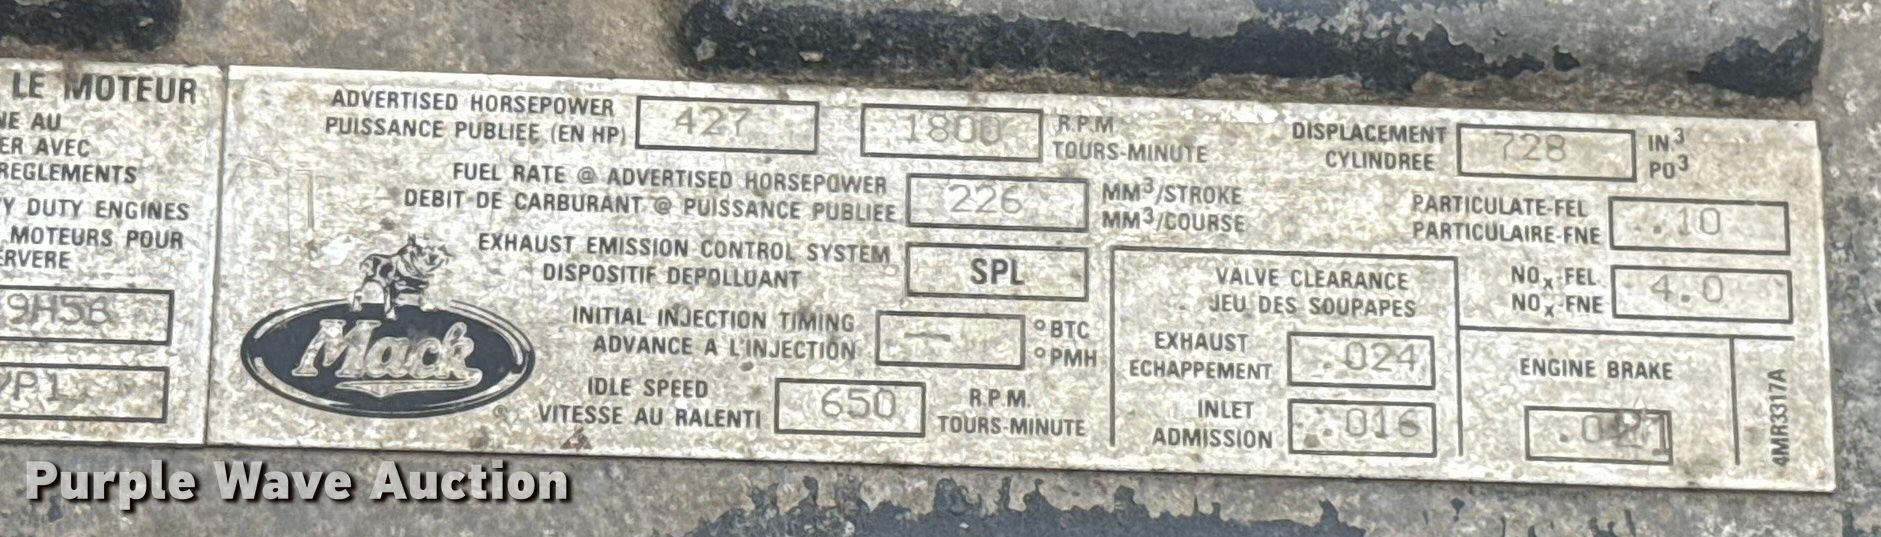 LE MOTEUR
NE AU
ER AVEC
REGLEMENTS
Y DUTY ENGINES
MOTEURS POUR
ERVERE
9H58
VP1
ADVERTISED HORSEPOWER
PUISSANCE PUBLIEE (EN HP)
427
1800
R.P.M
TOURS-MINUTE
DISPLACEMENT
CYLINDREE
728
IN³
PO³
FUEL RATE @ ADVERTISED HORSEPOWER
DEBIT DE CARBURANT @ PUISSANCE PUBLIEE
226
MM³/STROKE
MM³/COURSE
PARTICULATE-FEL
PARTICULAIRE-FNE
.10
EXHAUST EMISSION CONTROL SYSTEM
DISPOSITIF DEPOLLUANT
SPL
NOx FEL
NOx FNE
4.0
Mack
®
INITIAL INJECTION TIMING
ADVANCE A L'INJECTION
—
°BTC
°PMH
IDLE SPEED
VITESSE AU RALENTI
650
R.P.M
TOURS-MINUTE
VALVE CLEARANCE
JEU DES SOUPAPES
EXHAUST
ECHAPPEMENT
.024
INLET
ADMISSION
.016
ENGINE BRAKE
4MR3317A
Purple Wave Auction